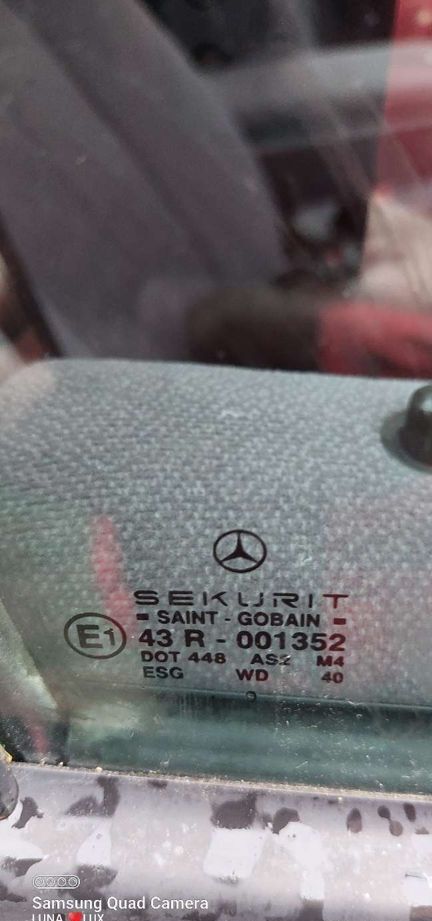 SEKURIT
- SAINT - GOBAIN -
E1
43 R - 001352
DOT 448 AS2 M4
ESG WD 40
Samsung Quad Camera
LUNA LUX